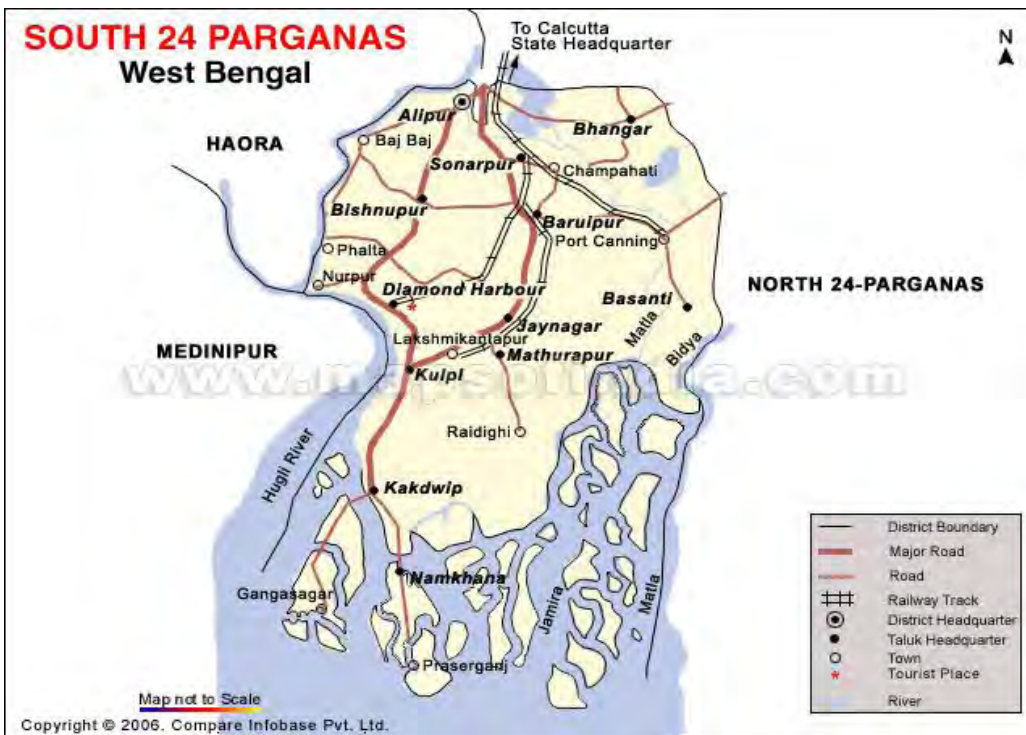 SOUTH 24 PARGANAS
West Bengal
To Calcutta
State Headquarter
N
HAORA
Alipur
Baj Baj
Bhangar
Sonarpur
Champahati
Bishnupur
Baruipur
Port Canning
Phalta
Nurpur
Diamond Harbour
Basanti
NORTH 24-PARGANAS
Jaynagar
Matla
Bidya
MEDINIPUR
Lakshmikantapur
Mathurapur
www.mapsofindia.com
Kulpl
Raidighi
Hugli River
Kakdwip
Namkhana
Gangasagar
Jamira
Matla
Praserganj
District Boundary
Major Road
Road
Railway Track
District Headquarter
Taluk Headquarter
Town
Tourist Place
River
Map not to Scale
Copyright © 2006. Compare Infobase Pvt. Ltd.